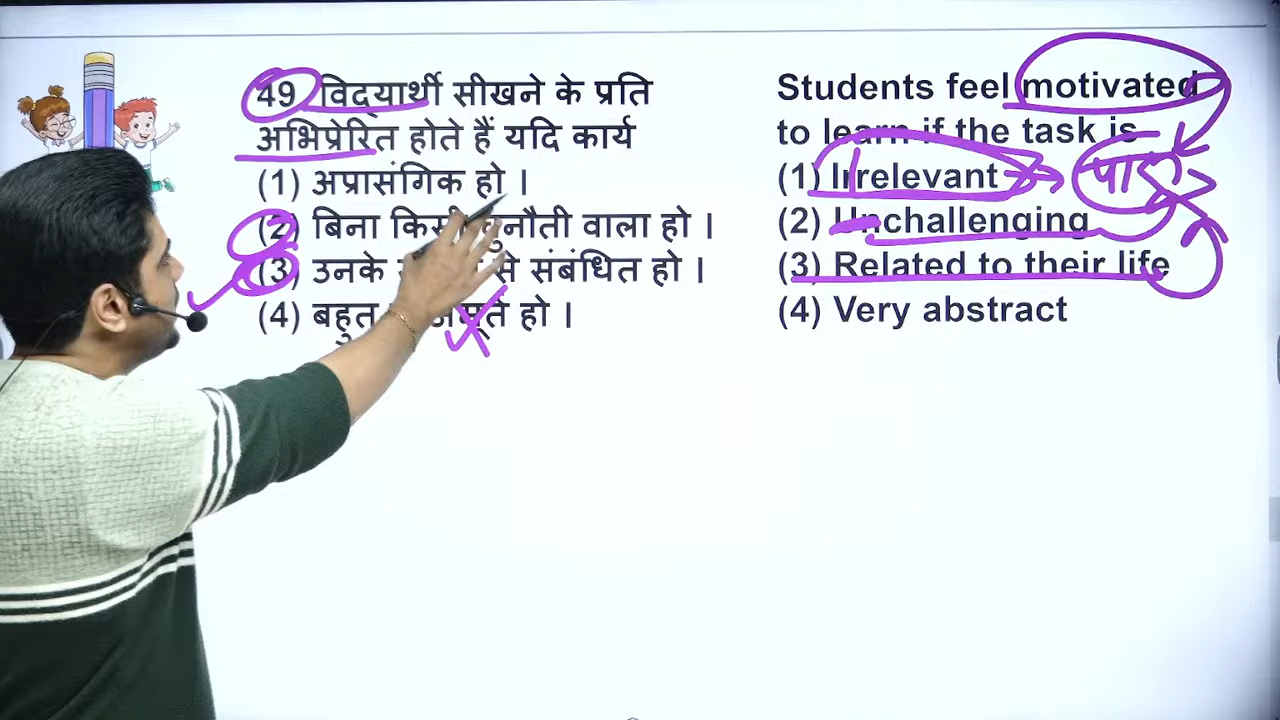 49 विद्यार्थी सीखने के प्रति
अभिप्रेरित होते हैं यदि कार्य
(1) अप्रासंगिक हो ।
(2) बिना किसी चुनौती वाला हो ।
(3) उनके से संबंधित हो ।
(4) बहुत अमूर्त हो ।
Students feel motivated
to learn if the task is
(1) Irrelevant
(2) Unchallenging
(3) Related to their life
(4) Very abstract